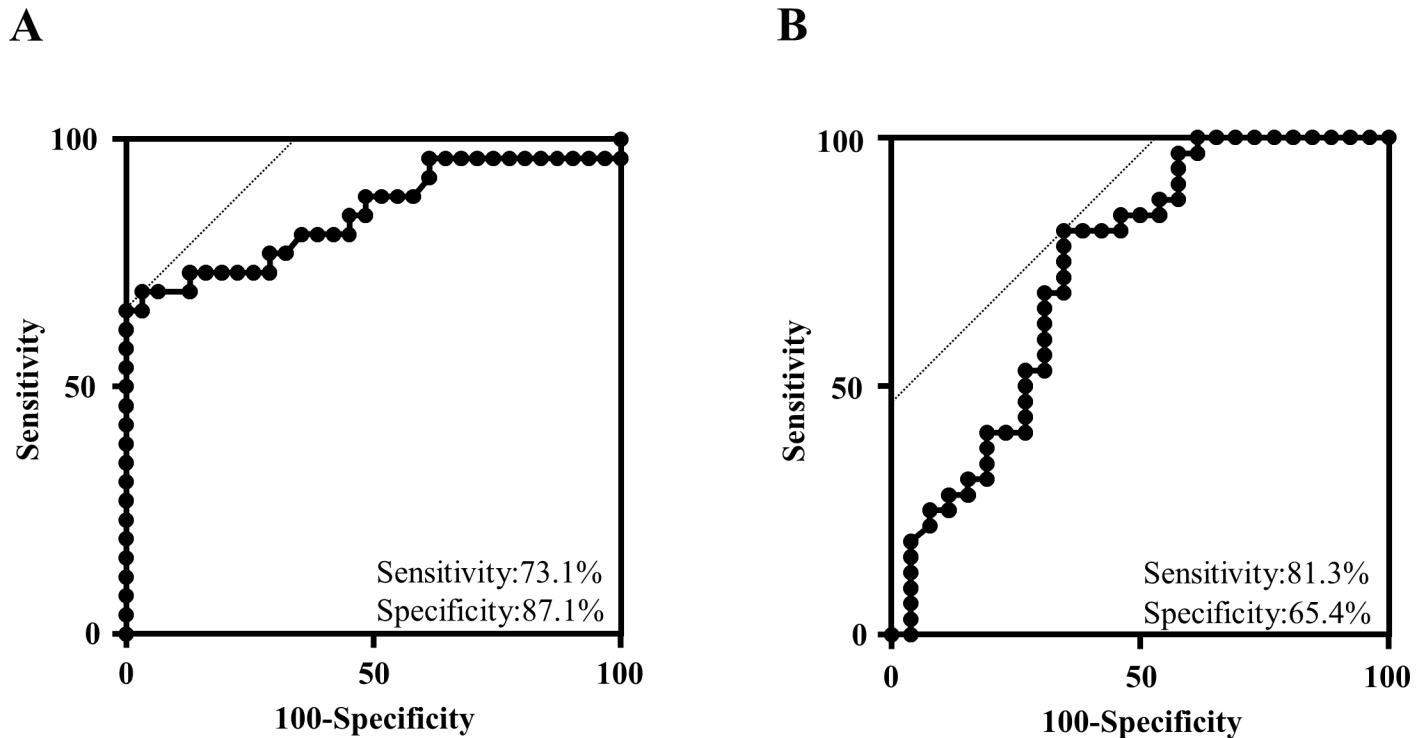 A
100
50
0
Sensitivity
Sensitivity:73.1%
Specificity:87.1%
0
50
100
100-Specificity
B
100
50
0
Sensitivity
Sensitivity:81.3%
Specificity:65.4%
0
50
100
100-Specificity